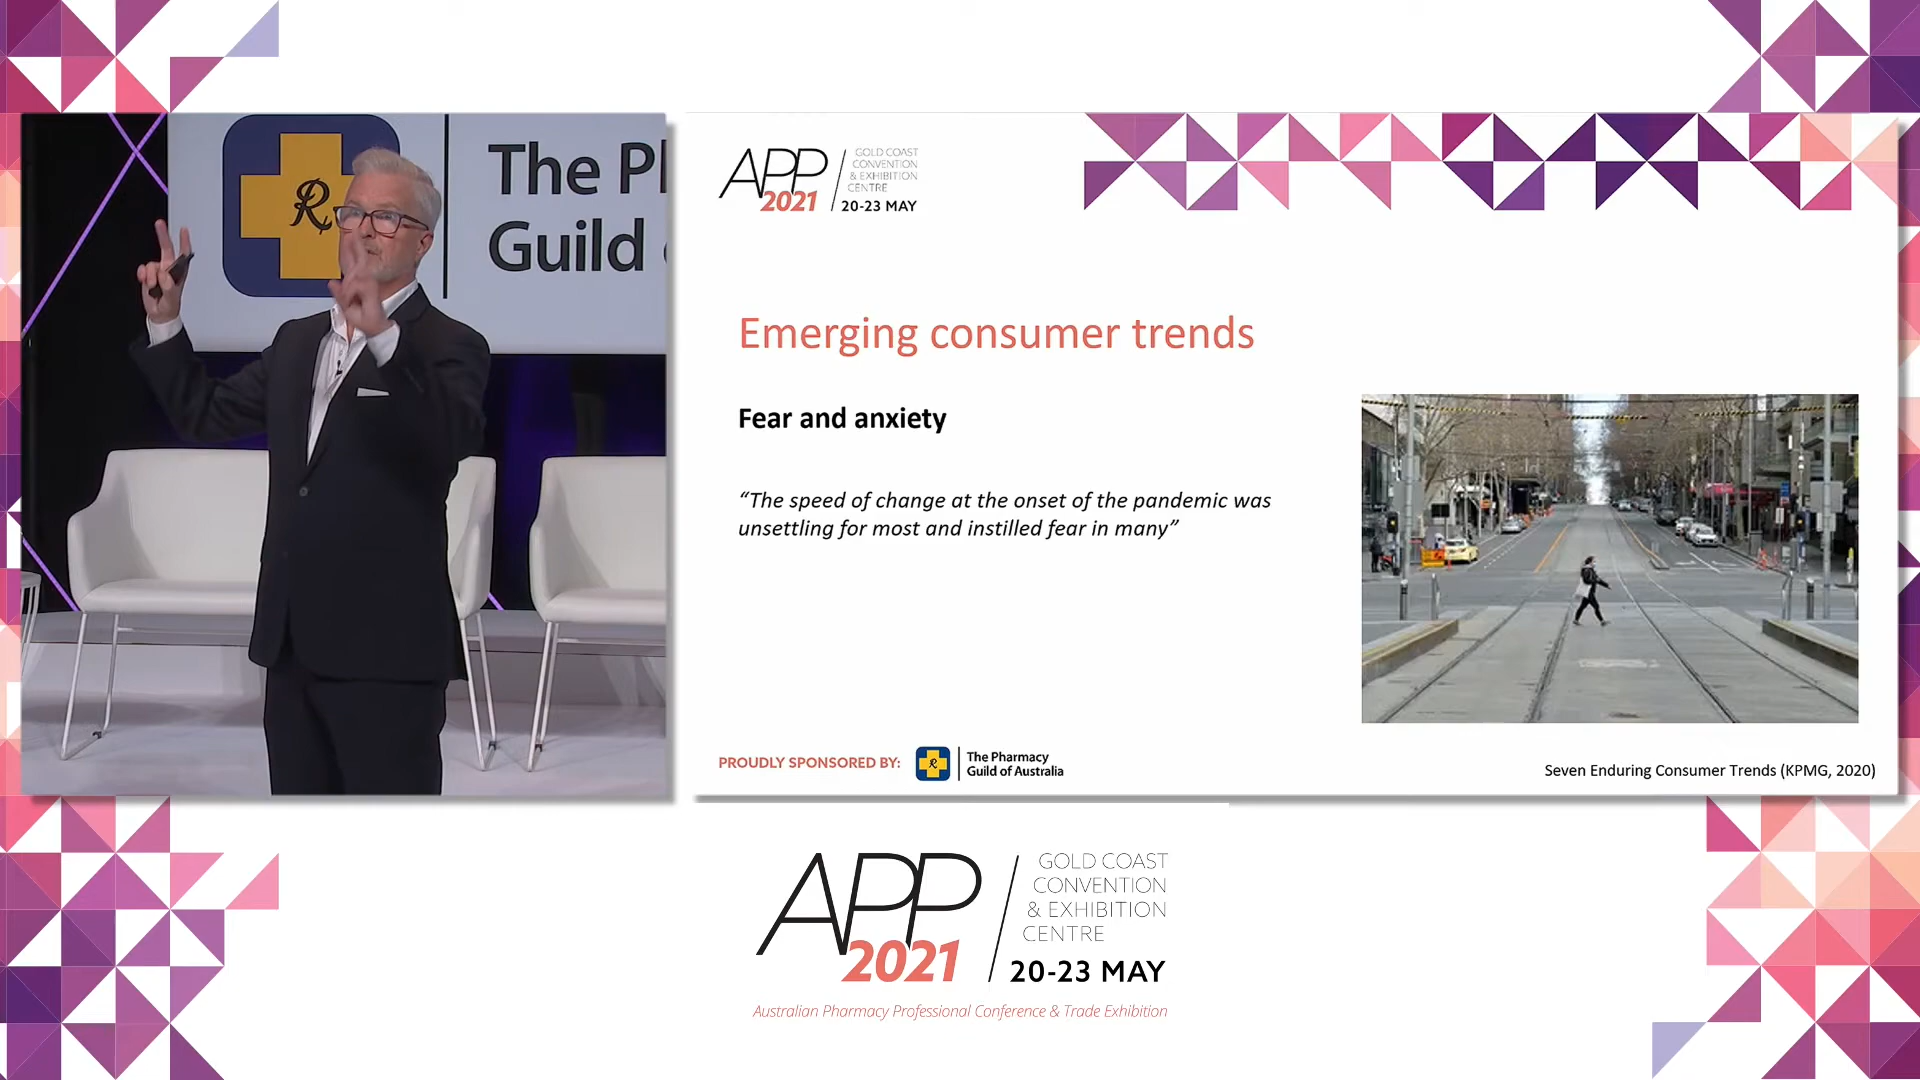 The Ph
Guild
APP
2021
GOLD COAST
CONVENTION
& EXHIBITION
CENTRE
20-23 MAY
Emerging consumer trends
Fear and anxiety
“The speed of change at the onset of the pandemic was
unsettling for most and instilled fear in many”
PROUDLY SPONSORED BY:
The Pharmacy
Guild of Australia
Seven Enduring Consumer Trends (KPMG, 2020)
APP
2021
GOLD COAST
CONVENTION
& EXHIBITION
CENTRE
20-23 MAY
Australian Pharmacy Professional Conference & Trade Exhibition